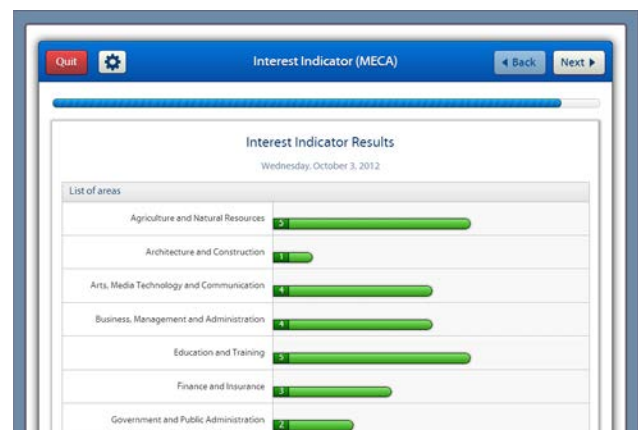 Quit
Interest Indicator (MECA)
Back
Next
Interest Indicator Results
Wednesday, October 3, 2012
List of areas
Agriculture and Natural Resources 5
Architecture and Construction 1
Arts, Media Technology and Communication 4
Business, Management and Administration 4
Education and Training 5
Finance and Insurance 3
Government and Public Administration 2